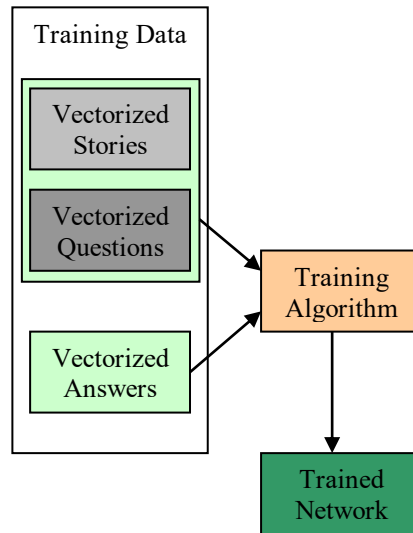 Training Data
Vectorized
Stories
Vectorized
Questions
Training
Algorithm
Vectorized
Answers
Trained
Network